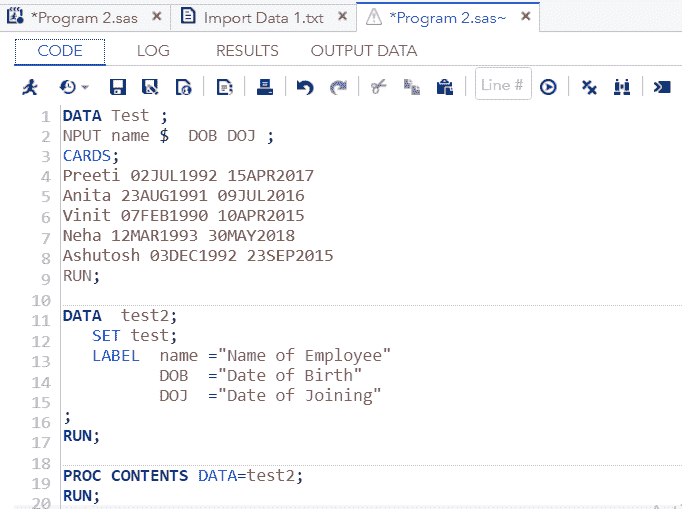 *Program 2.sas × Import Data 1.txt × *Program 2.sas~ ×
CODE LOG RESULTS OUTPUT DATA
Line #
1 DATA Test ;
2 NPUT name $  DOB DOJ ;
3 CARDS;
4 Preeti 02JUL1992 15APR2017
5 Anita 23AUG1991 09JUL2016
6 Vinit 07FEB1990 10APR2015
7 Neha 12MAR1993 30MAY2018
8 Ashutosh 03DEC1992 23SEP2015
9 RUN;
10
11 DATA  test2;
12    SET test;
13    LABEL  name ="Name of Employee"
14           DOB  ="Date of Birth"
15           DOJ  ="Date of Joining"
16 ;
17 RUN;
18
19 PROC CONTENTS DATA=test2;
20 RUN;